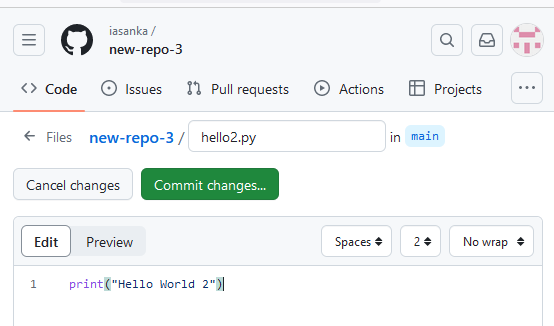 iasanka /
new-repo-3
Code Issues Pull requests Actions Projects
Files new-repo-3 / hello2.py in main
Cancel changes Commit changes...
Edit Preview Spaces 2 No wrap
1 print("Hello World 2")